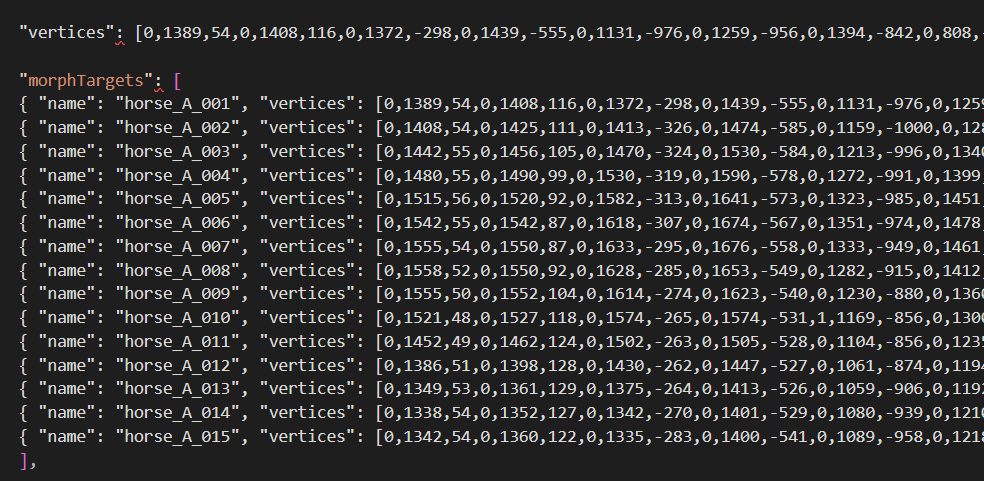 "vertices": [0,1389,54,0,1408,116,0,1372,-298,0,1439,-555,0,1131,-976,0,1259,-956,0,1394,-842,0,808,-
"morphTargets": [
{ "name": "horse_A_001", "vertices": [0,1389,54,0,1408,116,0,1372,-298,0,1439,-555,0,1131,-976,0,1259
{ "name": "horse_A_002", "vertices": [0,1408,54,0,1425,111,0,1413,-326,0,1474,-585,0,1159,-1000,0,128
{ "name": "horse_A_003", "vertices": [0,1442,55,0,1456,105,0,1470,-324,0,1530,-584,0,1213,-996,0,1340
{ "name": "horse_A_004", "vertices": [0,1480,55,0,1490,99,0,1530,-319,0,1590,-578,0,1272,-991,0,1399,
{ "name": "horse_A_005", "vertices": [0,1515,56,0,1520,92,0,1582,-313,0,1641,-573,0,1323,-985,0,1451,
{ "name": "horse_A_006", "vertices": [0,1542,55,0,1542,87,0,1618,-307,0,1674,-567,0,1351,-974,0,1478,
{ "name": "horse_A_007", "vertices": [0,1555,54,0,1550,87,0,1633,-295,0,1676,-558,0,1333,-949,0,1461,
{ "name": "horse_A_008", "vertices": [0,1558,52,0,1550,92,0,1628,-285,0,1653,-549,0,1282,-915,0,1412,
{ "name": "horse_A_009", "vertices": [0,1555,50,0,1552,104,0,1614,-274,0,1623,-540,0,1230,-880,0,1360
{ "name": "horse_A_010", "vertices": [0,1521,48,0,1527,118,0,1574,-265,0,1574,-531,1,1169,-856,0,1300
{ "name": "horse_A_011", "vertices": [0,1452,49,0,1462,124,0,1502,-263,0,1505,-528,0,1104,-856,0,1235
{ "name": "horse_A_012", "vertices": [0,1386,51,0,1398,128,0,1430,-262,0,1447,-527,0,1061,-874,0,1194
{ "name": "horse_A_013", "vertices": [0,1349,53,0,1361,129,0,1375,-264,0,1413,-526,0,1059,-906,0,1192
{ "name": "horse_A_014", "vertices": [0,1338,54,0,1352,127,0,1342,-270,0,1401,-529,0,1080,-939,0,1210
{ "name": "horse_A_015", "vertices": [0,1342,54,0,1360,122,0,1335,-283,0,1400,-541,0,1089,-958,0,1218
],